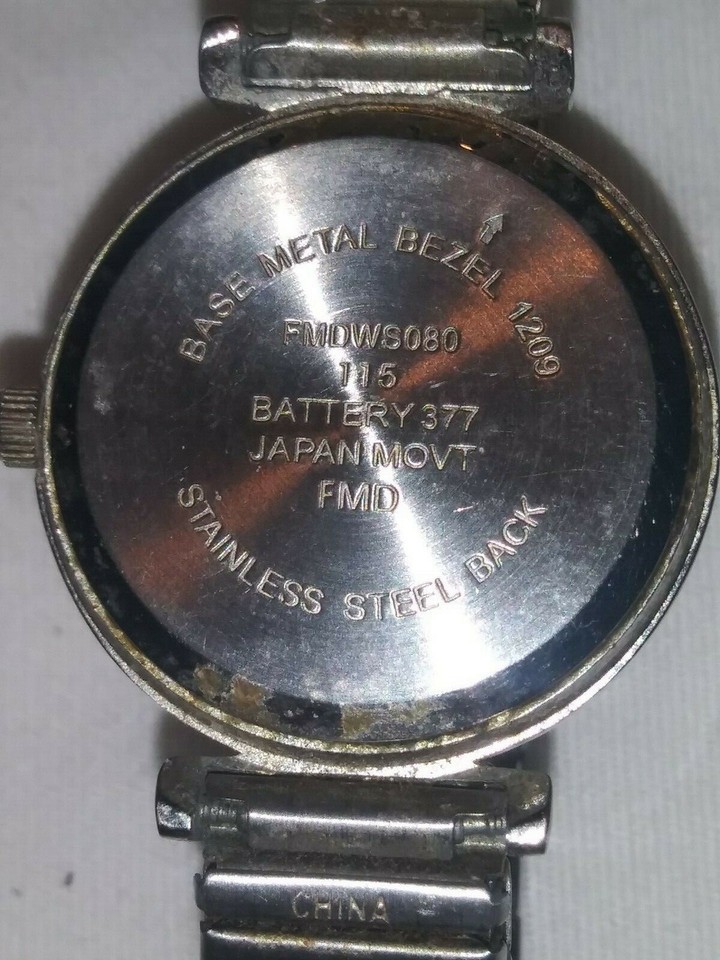 BASE METAL BEZEL 1209
FMDWS080
115
BATTERY 377
JAPAN MOVT
FMD
STAINLESS STEEL BACK
CHINA